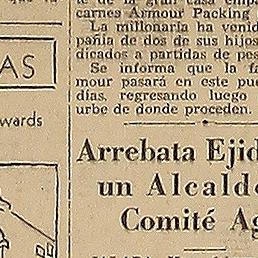 AS
wards
te de la gran casa empa
carnes Armour Packing
La millonaria ha venid
pañía de dos de sus hijos
dicados a partidas de pes
Se informa que la fa
mour pasará en este pue
días, regresando luego
urbe de donde proceden.
Arrebata Ejid
un Alcald
Comité Ag